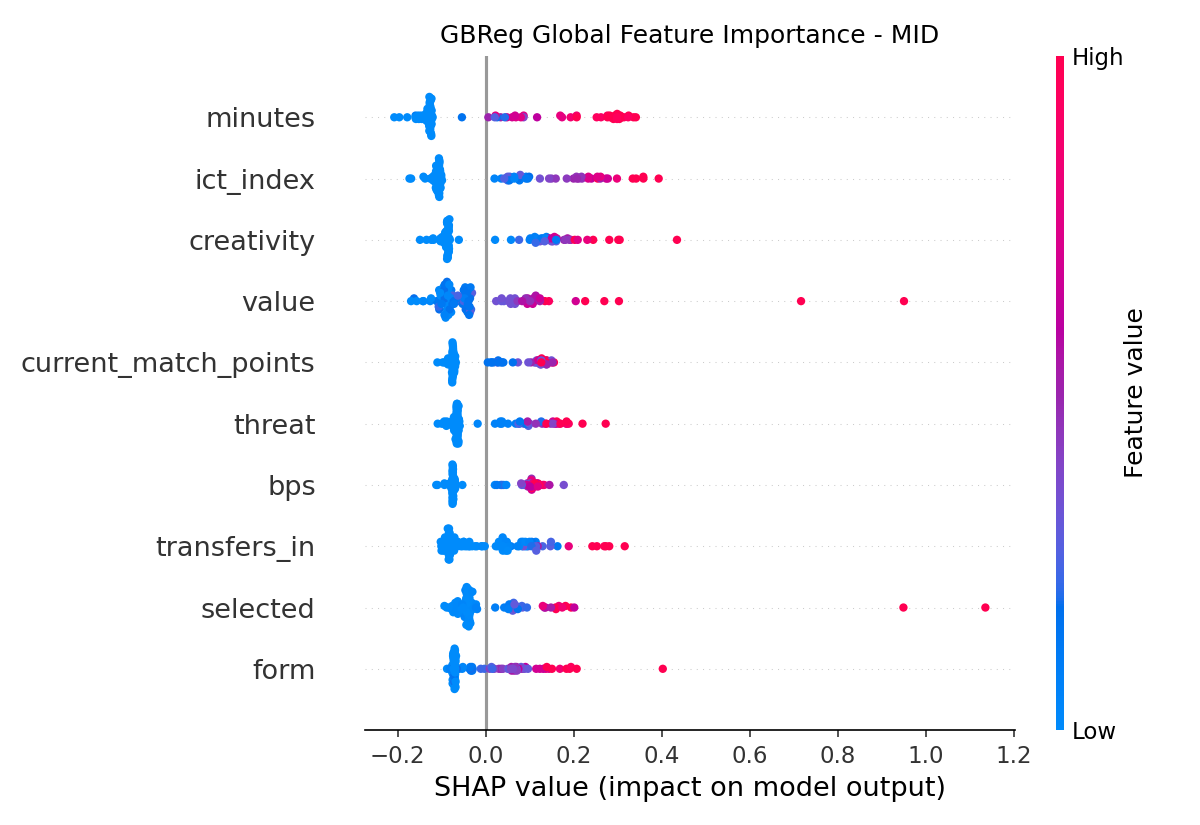 GBReg Global Feature Importance - MID
High
minutes
ict_index
creativity
value
current_match_points
threat
bps
transfers_in
selected
form
Feature value
Low
−0.2 0.0 0.2 0.4 0.6 0.8 1.0 1.2
SHAP value (impact on model output)